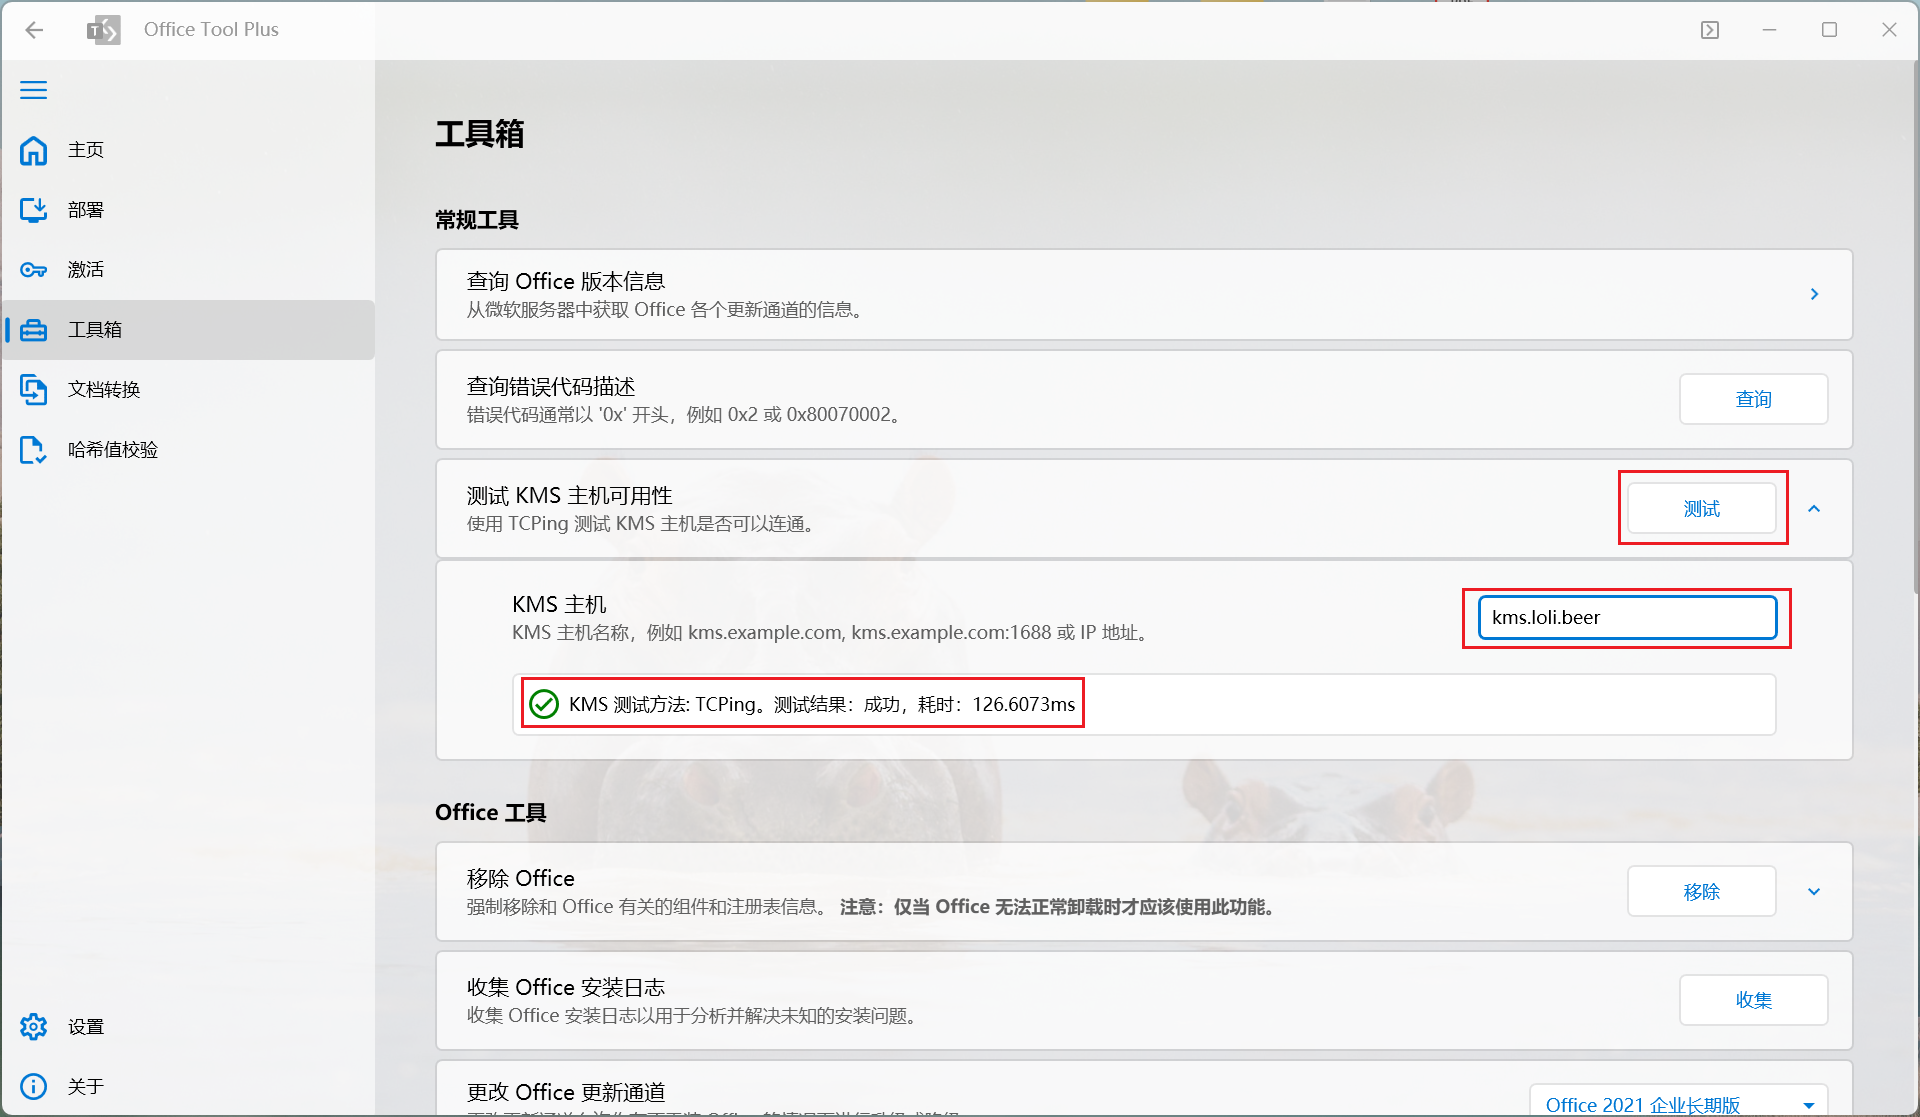 Office Tool Plus
主页
部署
激活
工具箱
文档转换
哈希值校验
设置
关于
工具箱
常规工具
查询 Office 版本信息
从微软服务器中获取 Office 各个更新通道的信息。
查询错误代码描述
错误代码通常以 '0x' 开头，例如 0x2 或 0x80070002。
查询
测试 KMS 主机可用性
使用 TCPing 测试 KMS 主机是否可以连通。
测试
KMS 主机
KMS 主机名称，例如 kms.example.com, kms.example.com:1688 或 IP 地址。
kms.loli.beer
KMS 测试方法: TCPing。测试结果：成功，耗时：126.6073ms
Office 工具
移除 Office
强制移除和 Office 有关的组件和注册表信息。 注意：仅当 Office 无法正常卸载时才应该使用此功能。
移除
收集 Office 安装日志
收集 Office 安装日志以用于分析并解决未知的安装问题。
收集
更改 Office 更新通道
Office 2021 企业长期版